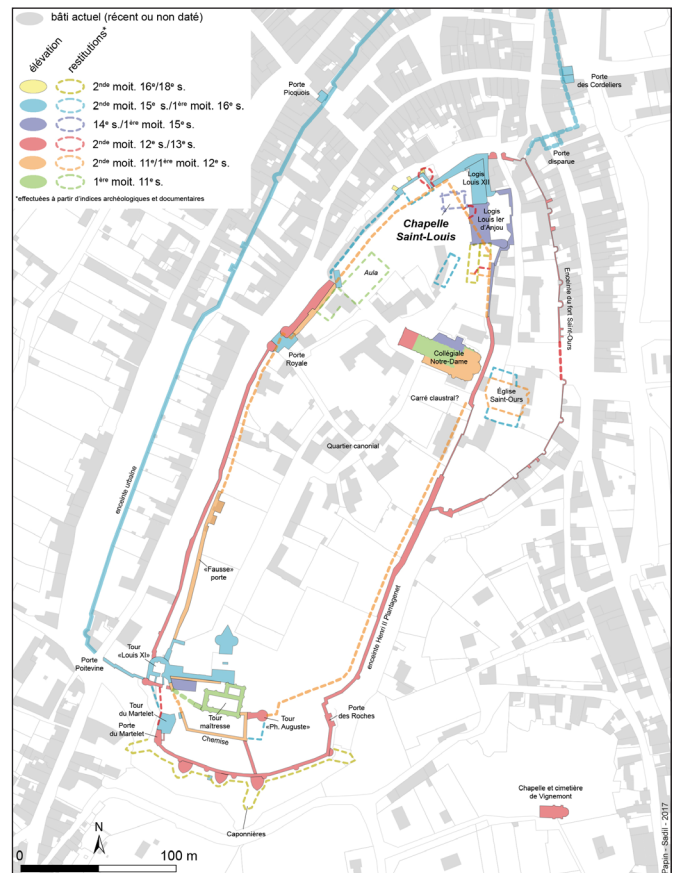 bâti actuel (récent ou non daté)
élévation
restitutions*
2nde moit. 16e/18e s.
2nde moit. 15e s./1ère moit. 16e s.
14e s./1ère moit. 15e s.
2nde moit. 12e s./13e s.
2nde moit. 11e/1ère moit. 12e s.
1ère moit. 11e s.
*effectuées à partir d'indices archéologiques et documentaires
Porte
Picquois
Porte
des Cordeliers
Porte
disparue
Logis
Louis XII
Chapelle
Saint-Louis
Logis
Louis Ier
d'Anjou
Aula
Enceinte du fort Saint-Ours
Porte
Royale
Collégiale
Notre-Dame
Église
Saint-Ours
Carré claustral?
Quartier canonial
enceinte urbaine
«Fausse»
porte
enceinte Henri II Plantagenet
Tour
«Louis XI»
Porte
Poitevine
Tour
du Martelet
Porte
du Martelet
Tour
maîtresse
Tour
«Ph. Auguste»
Chemise
Porte
des Roches
Caponnières
Chapelle et cimetière
de Vignemont
N
0
100 m
Papin - Sadil - 2017